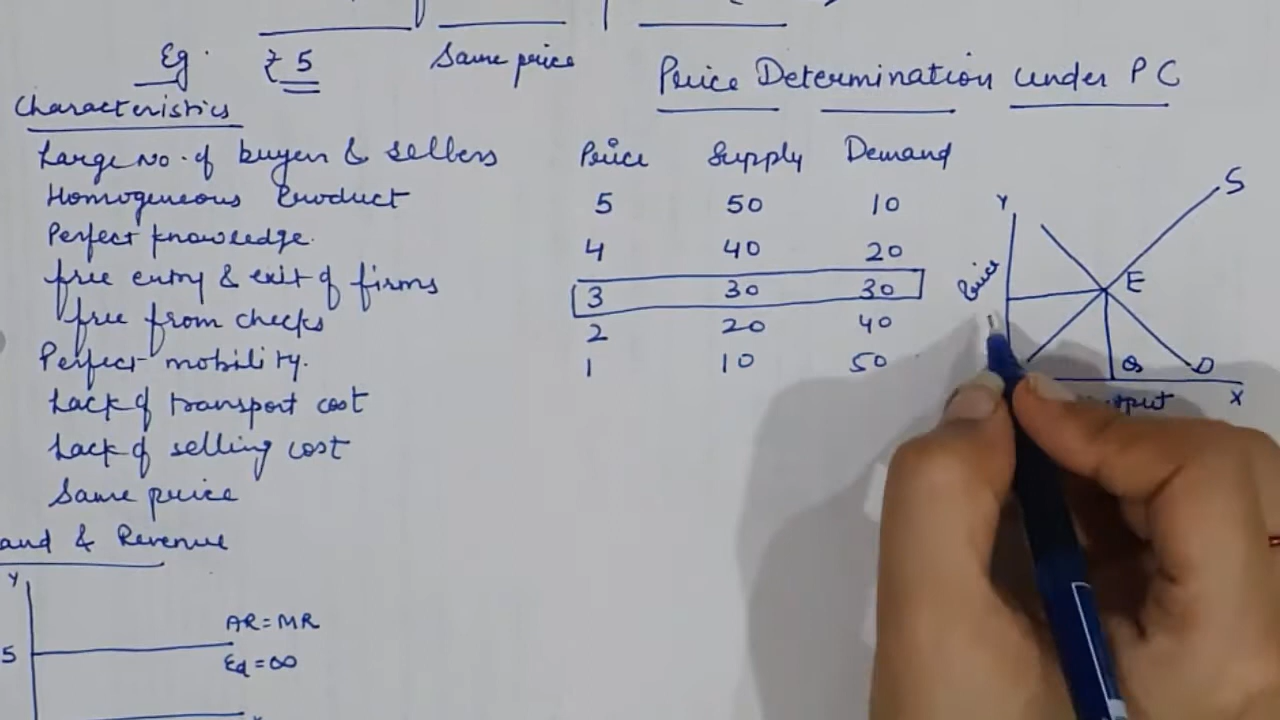 Eg. ₹ 5 Same price
Characteristics
Large No. of buyers & sellers
Homogeneous Product
Perfect knowledge.
free entry & exit of firms
free from checks
Perfect mobility.
Lack of transport cost
Lack of selling cost
Same price
and & Revenue
Y
5
AR=MR
Ed=∞
Price Determination under PC
Price Supply Demand
5 50 10
4 40 20
3 30 30
2 20 40
1 10 50
Y
S
Price
E
Q D
tput X